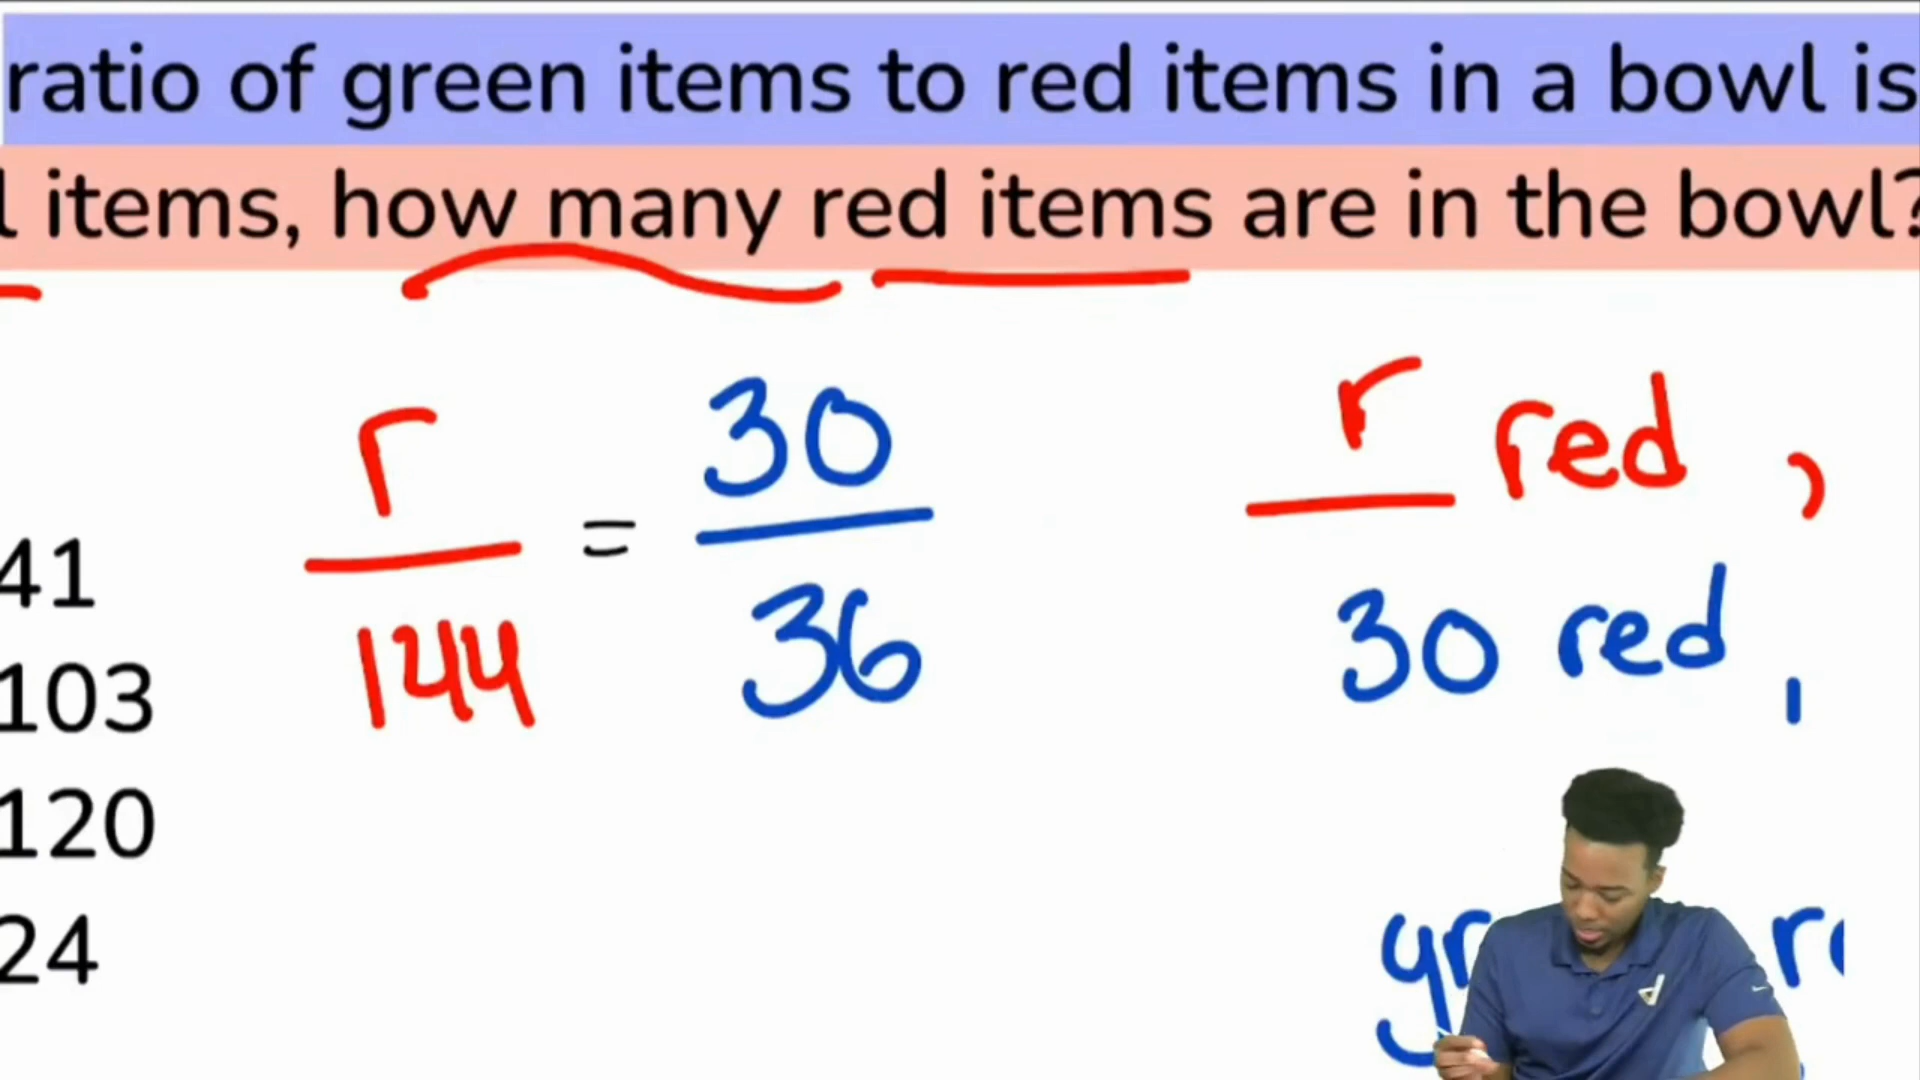 ratio of green items to red items in a bowl is
l items, how many red items are in the bowl?
r
144
=
30
36
r red ,
30 red ,
41
103
120
24
gr